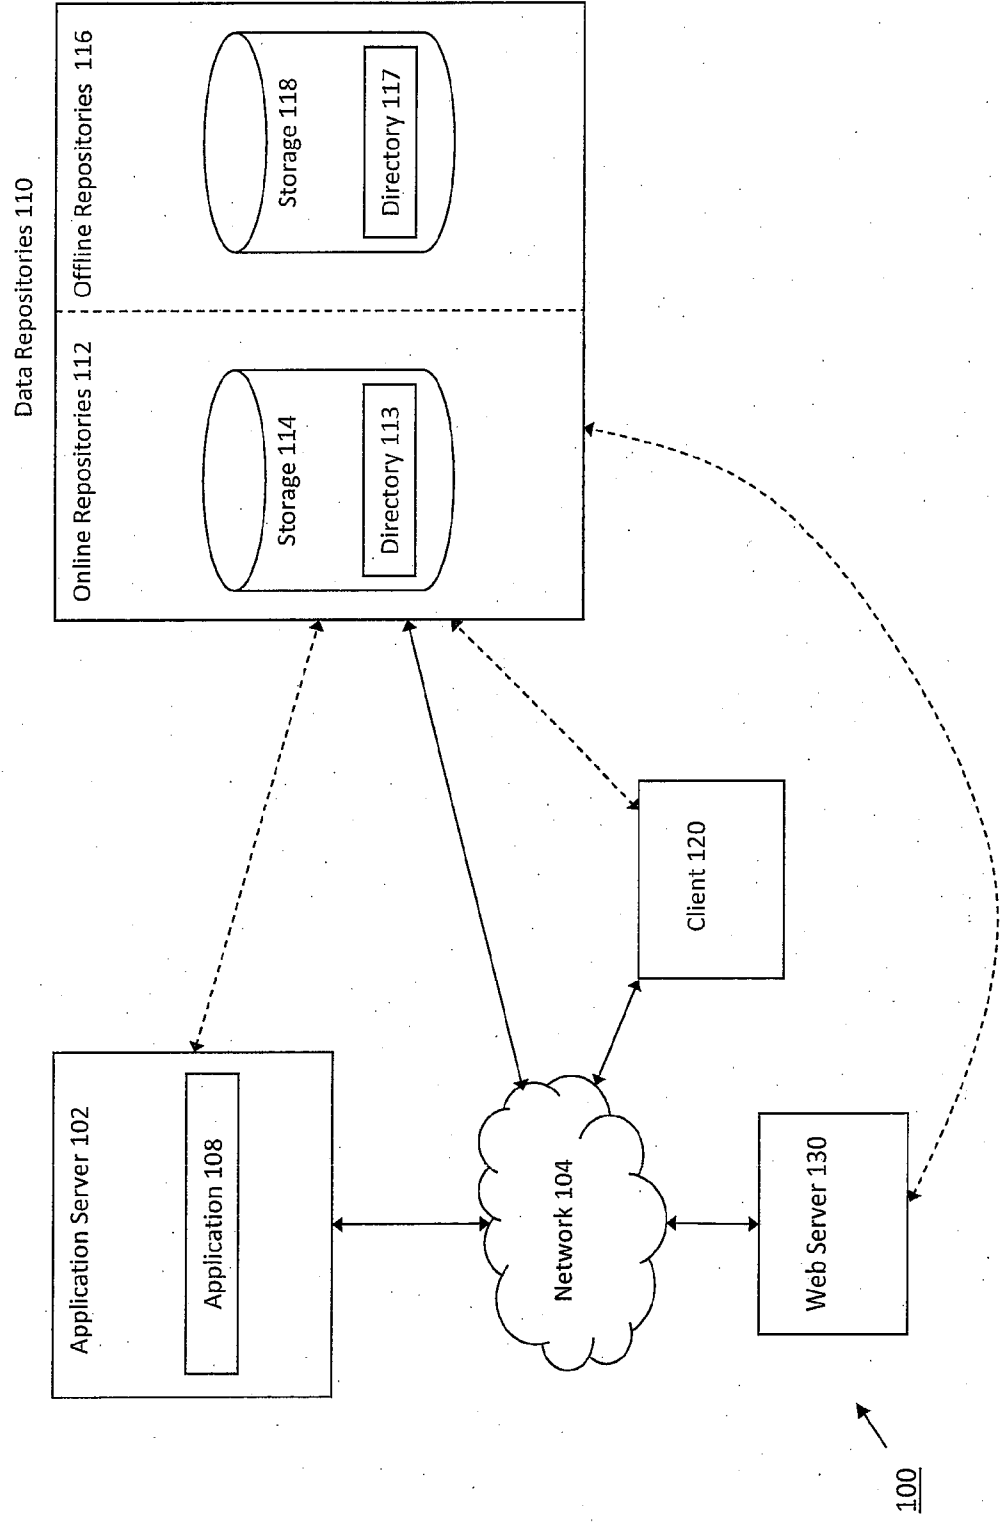 Data Repositories 110
Application Server 102
Application 108
Online Repositories 112
Offline Repositories 116
Storage 114
Directory 113
Storage 118
Directory 117
Network 104
Client 120
Web Server 130
100